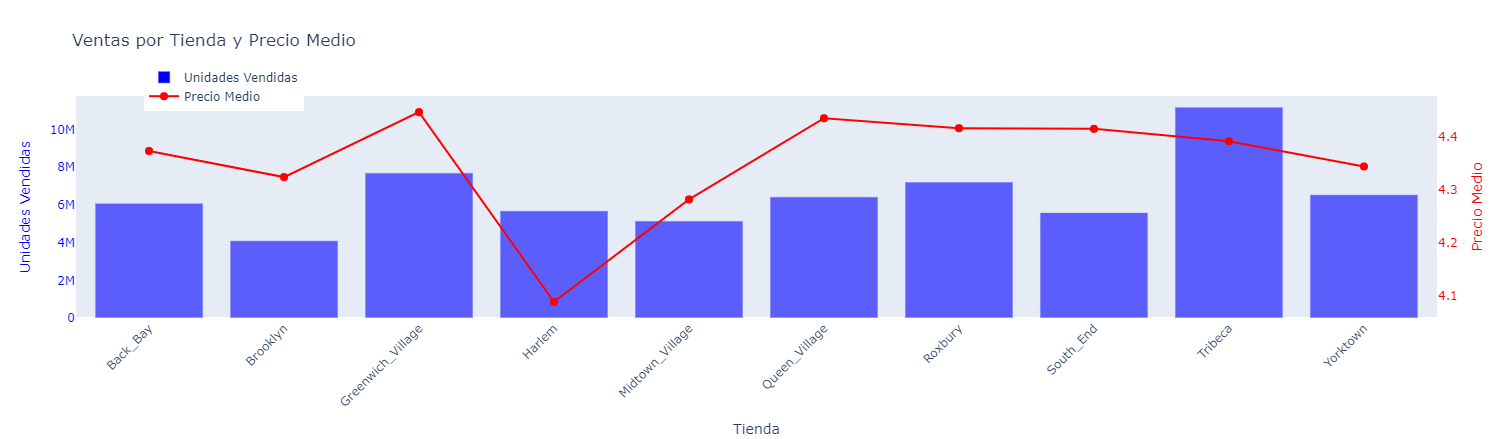 Ventas por Tienda y Precio Medio
Unidades Vendidas
Precio Medio
Unidades Vendidas
10M
8M
6M
4M
2M
0
4.4
4.3
4.2
4.1
Precio Medio
Back_Bay
Brooklyn
Greenwich_Village
Harlem
Midtown_Village
Queen_Village
Roxbury
South_End
Tribeca
Yorktown
Tienda